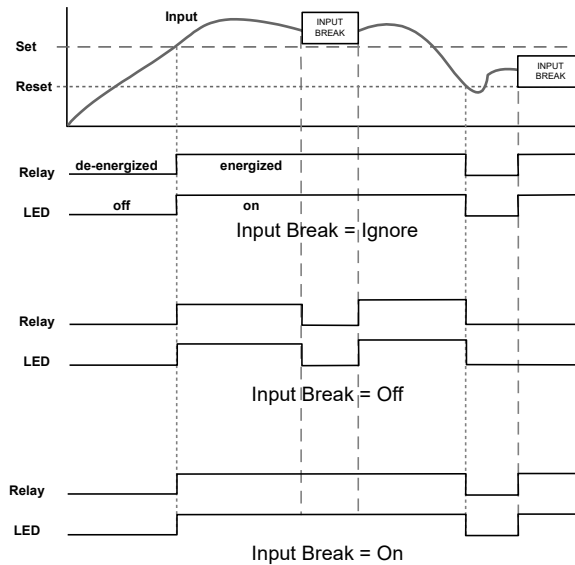 Input
INPUT
BREAK
Set
INPUT
BREAK
Reset
de-energized energized
Relay
off on
LED
Input Break = Ignore
Relay
LED
Input Break = Off
Relay
LED
Input Break = On